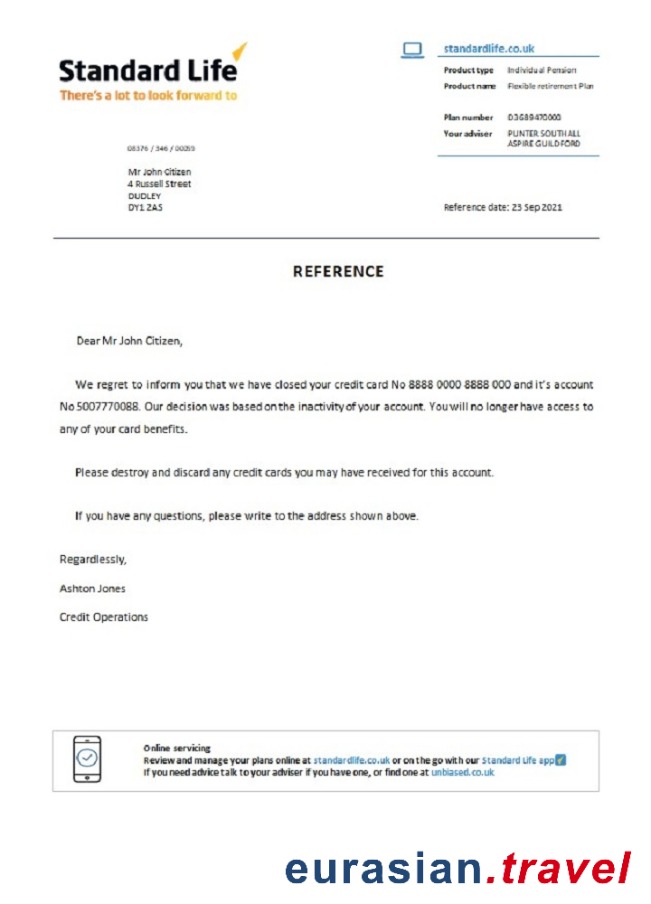 Standard Life
There's a lot to look forward to
standardlife.co.uk
Product type Individual Pension
Product name Flexible retirement Plan
Plan number D3689470000
Your adviser PUNTER SOUTHALL
ASPIRE GUILDFORD
Mr John Citizen
4 Russell Street
DUDLEY
DY1 2AS
Reference date: 23 Sep 2021
REFERENCE
Dear Mr John Citizen,
We regret to inform you that we have closed your credit card No 8888 0000 8888 000 and it's account
No 5007770088. Our decision was based on the inactivity of your account. You will no longer have access to
any of your card benefits.
Please destroy and discard any credit cards you may have received for this account.
If you have any questions, please write to the address shown above.
Regardlessly,
Ashton Jones
Credit Operations
Online servicing
Review and manage your plans online at standardlife.co.uk or on the go with our Standard Life app
If you need advice talk to your adviser if you have one, or find one at unbiased.co.uk
eurasian.travel